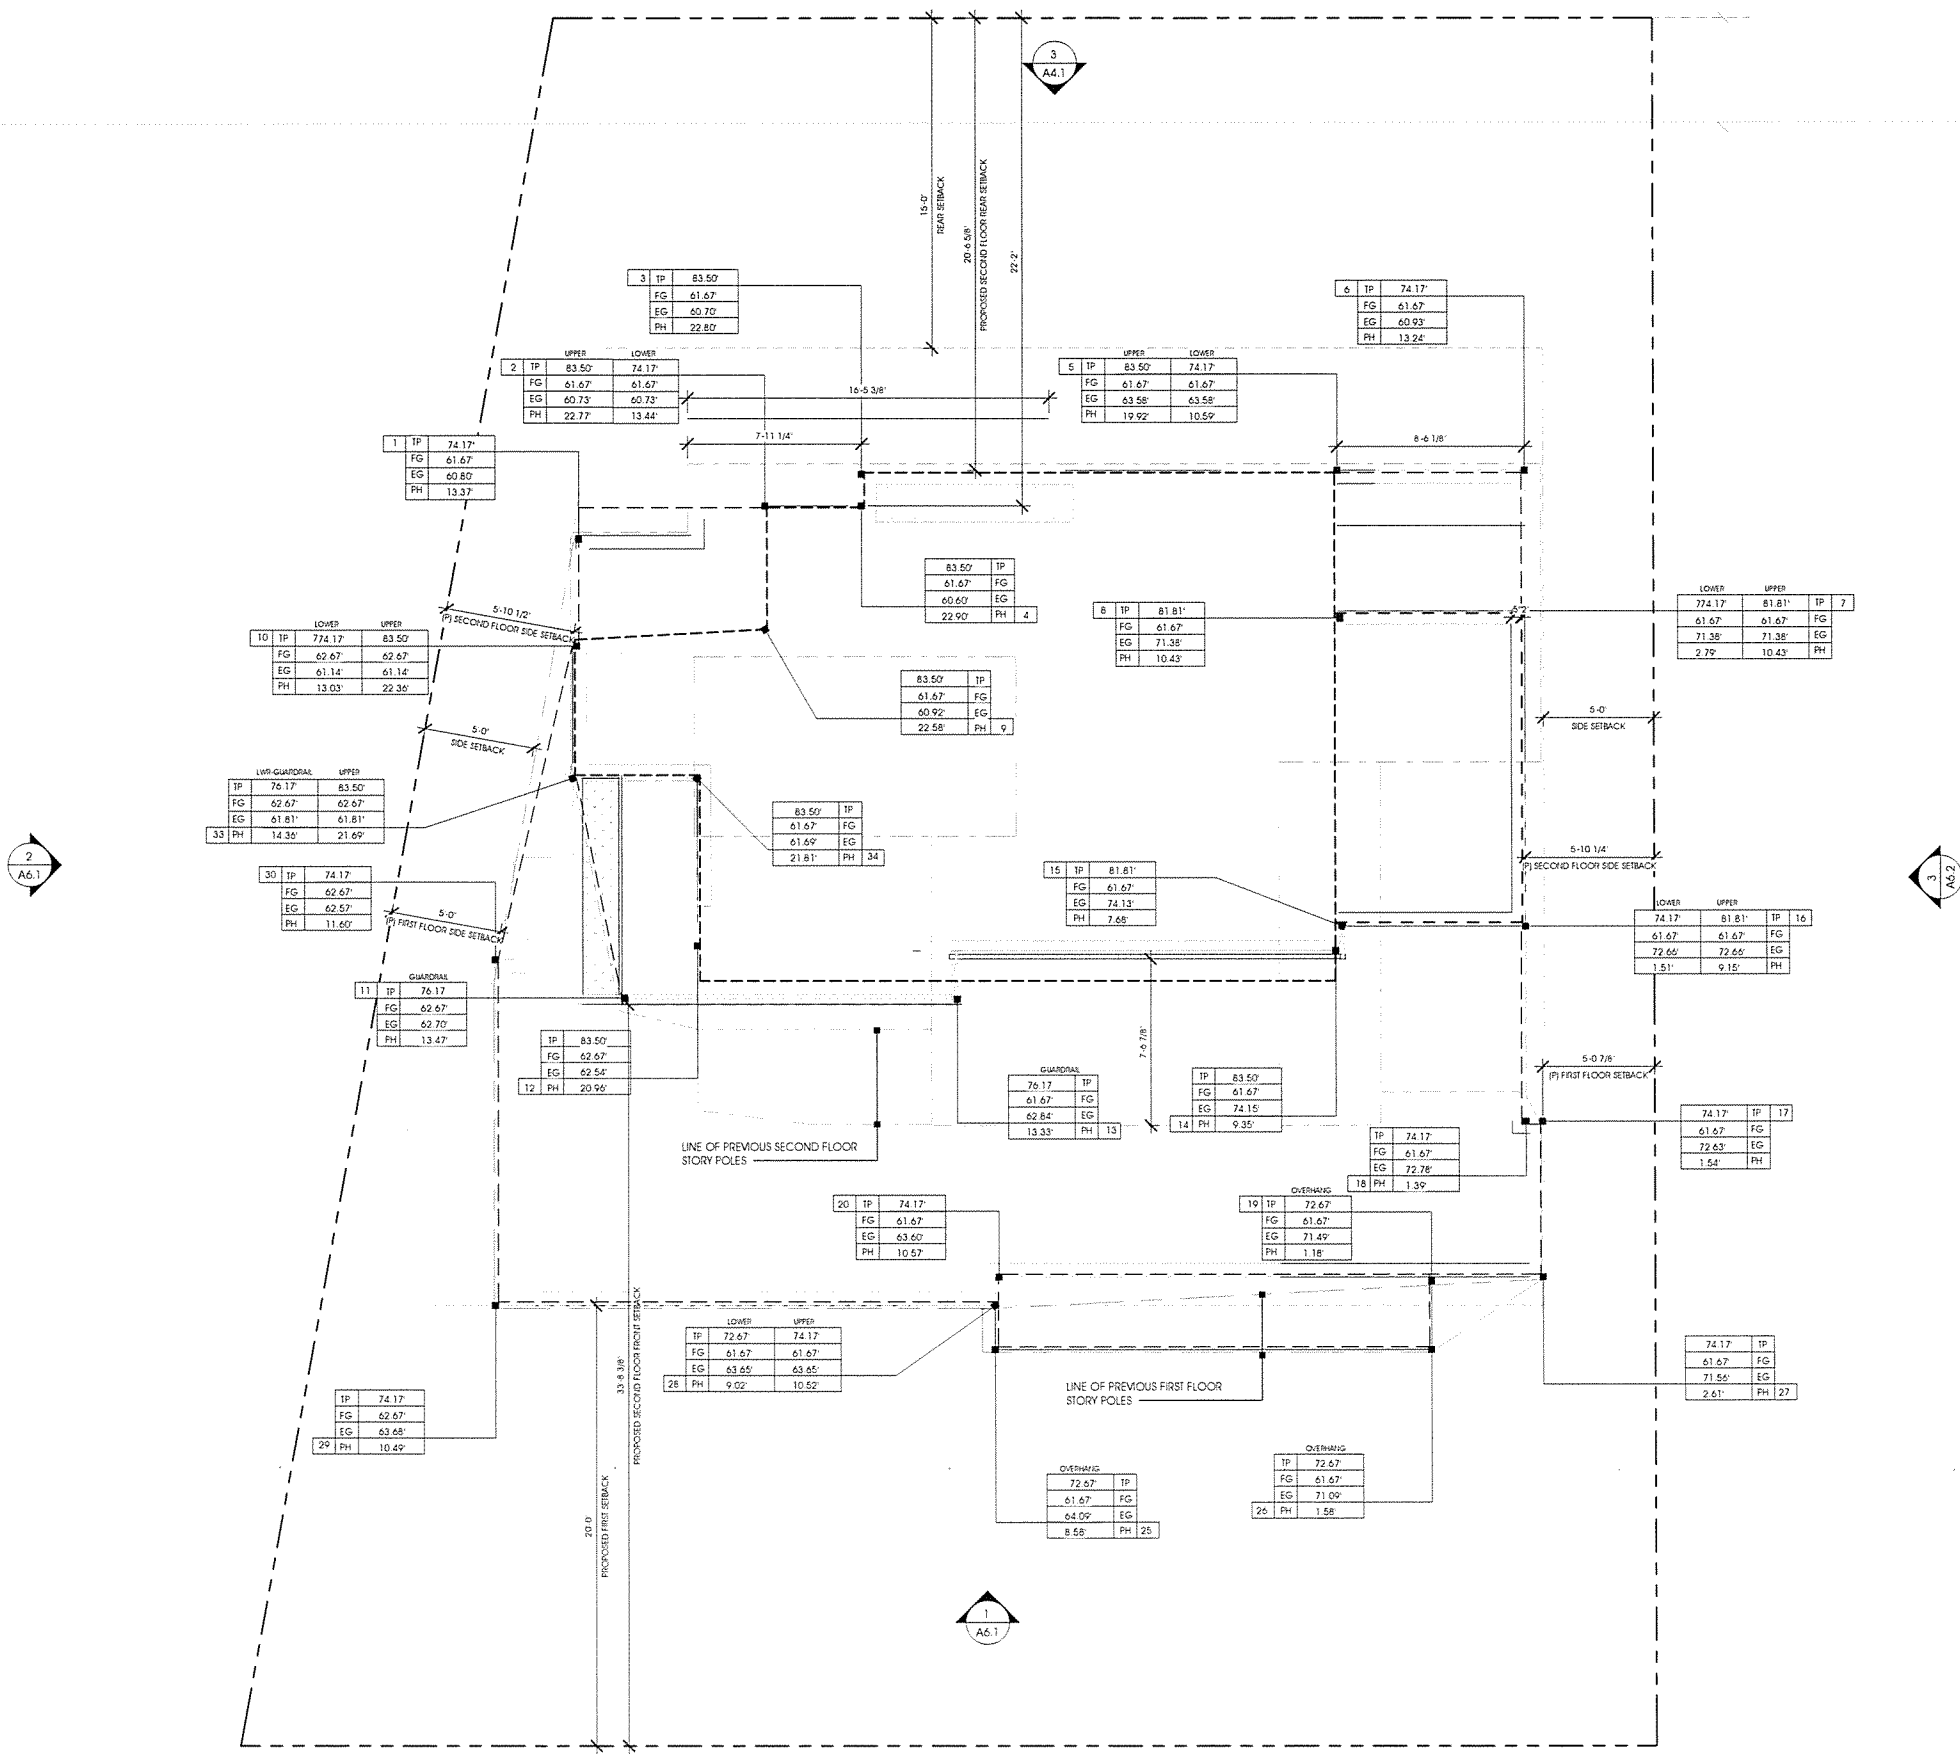 3
A4.1
15'-0"
REAR SETBACK
20'-6 5/8"
PROPOSED SECOND FLOOR REAR SETBACK
22'-2"
3 TP 83.50'
FG 61.67'
EG 60.70'
PH 22.80'
6 TP 74.17'
FG 61.67'
EG 60.93'
PH 13.24'
UPPER LOWER
2 TP 83.50' 74.17'
FG 61.67' 61.67'
EG 60.73' 60.73'
PH 22.77' 13.44'
16'-5 3/8"
UPPER LOWER
5 TP 83.50' 74.17'
FG 61.67' 61.67'
EG 63.58' 63.58'
PH 19.92' 10.59'
7'-11 1/4"
8'-6 1/8"
1 TP 74.17'
FG 61.67'
EG 60.80'
PH 13.37'
83.50' TP
61.67' FG
60.60' EG
22.90' PH 4
5'-10 1/2"
(P) SECOND FLOOR SIDE SETBACK
LOWER UPPER
10 TP 774.17' 83.50'
FG 62.67' 62.67'
EG 61.14' 61.14'
PH 13.03' 22.36'
8 TP 81.81'
FG 61.67'
EG 71.38'
PH 10.43'
LOWER UPPER
774.17' 81.81' TP 7
61.67' 61.67' FG
71.38' 71.38' EG
2.79' 10.43' PH
83.50' TP
61.67' FG
60.92' EG
22.58' PH 9
5'-0"
SIDE SETBACK
5'-0"
SIDE SETBACK
LWR-GUARDRAIL UPPER
TP 76.17' 83.50'
FG 62.67' 62.67'
EG 61.81' 61.81'
33 PH 14.36' 21.69'
83.50' TP
61.67' FG
61.69' EG
21.81' PH 34
2
A6.1
3
A6.2
30 TP 74.17'
FG 62.67'
EG 62.57'
PH 11.60'
5'-0"
(P) FIRST FLOOR SIDE SETBACK
15 TP 81.81'
FG 61.67'
EG 74.13'
PH 7.68'
5'-10 1/4"
(P) SECOND FLOOR SIDE SETBACK
LOWER UPPER
74.17' 81.81' TP 16
61.67' 61.67' FG
72.66' 72.66' EG
1.51' 9.15' PH
GUARDRAIL
11 TP 76.17
FG 62.67'
EG 62.70'
PH 13.47'
TP 83.50'
FG 62.67'
EG 62.54'
12 PH 20.96'
7'-6 7/8"
GUARDRAIL
76.17 TP
61.67' FG
62.84' EG
13.33' PH 13
TP 83.50'
FG 61.67'
EG 74.15'
14 PH 9.35'
5'-0 7/8"
(P) FIRST FLOOR SETBACK
74.17' TP 17
61.67' FG
72.63' EG
1.54' PH
LINE OF PREVIOUS SECOND FLOOR
STORY POLES
TP 74.17'
FG 61.67'
EG 72.78'
18 PH 1.39'
20 TP 74.17'
FG 61.67'
EG 63.60'
PH 10.57'
OVERHANG
19 TP 72.67'
FG 61.67'
EG 71.49'
PH 1.18'
LOWER UPPER
TP 72.67' 74.17'
FG 61.67' 61.67'
EG 63.65' 63.65'
28 PH 9.02' 10.52'
33'-8 3/8"
PROPOSED SECOND FLOOR FRONT SETBACK
LINE OF PREVIOUS FIRST FLOOR
STORY POLES
74.17' TP
61.67' FG
71.56' EG
2.61' PH 27
TP 74.17'
FG 62.67'
EG 63.68'
29 PH 10.49'
20'-0"
PROPOSED FIRST SETBACK
OVERHANG
72.67' TP
61.67' FG
64.09' EG
8.58' PH 25
OVERHANG
TP 72.67'
FG 61.67'
EG 71.09'
26 PH 1.58'
1
A6.1